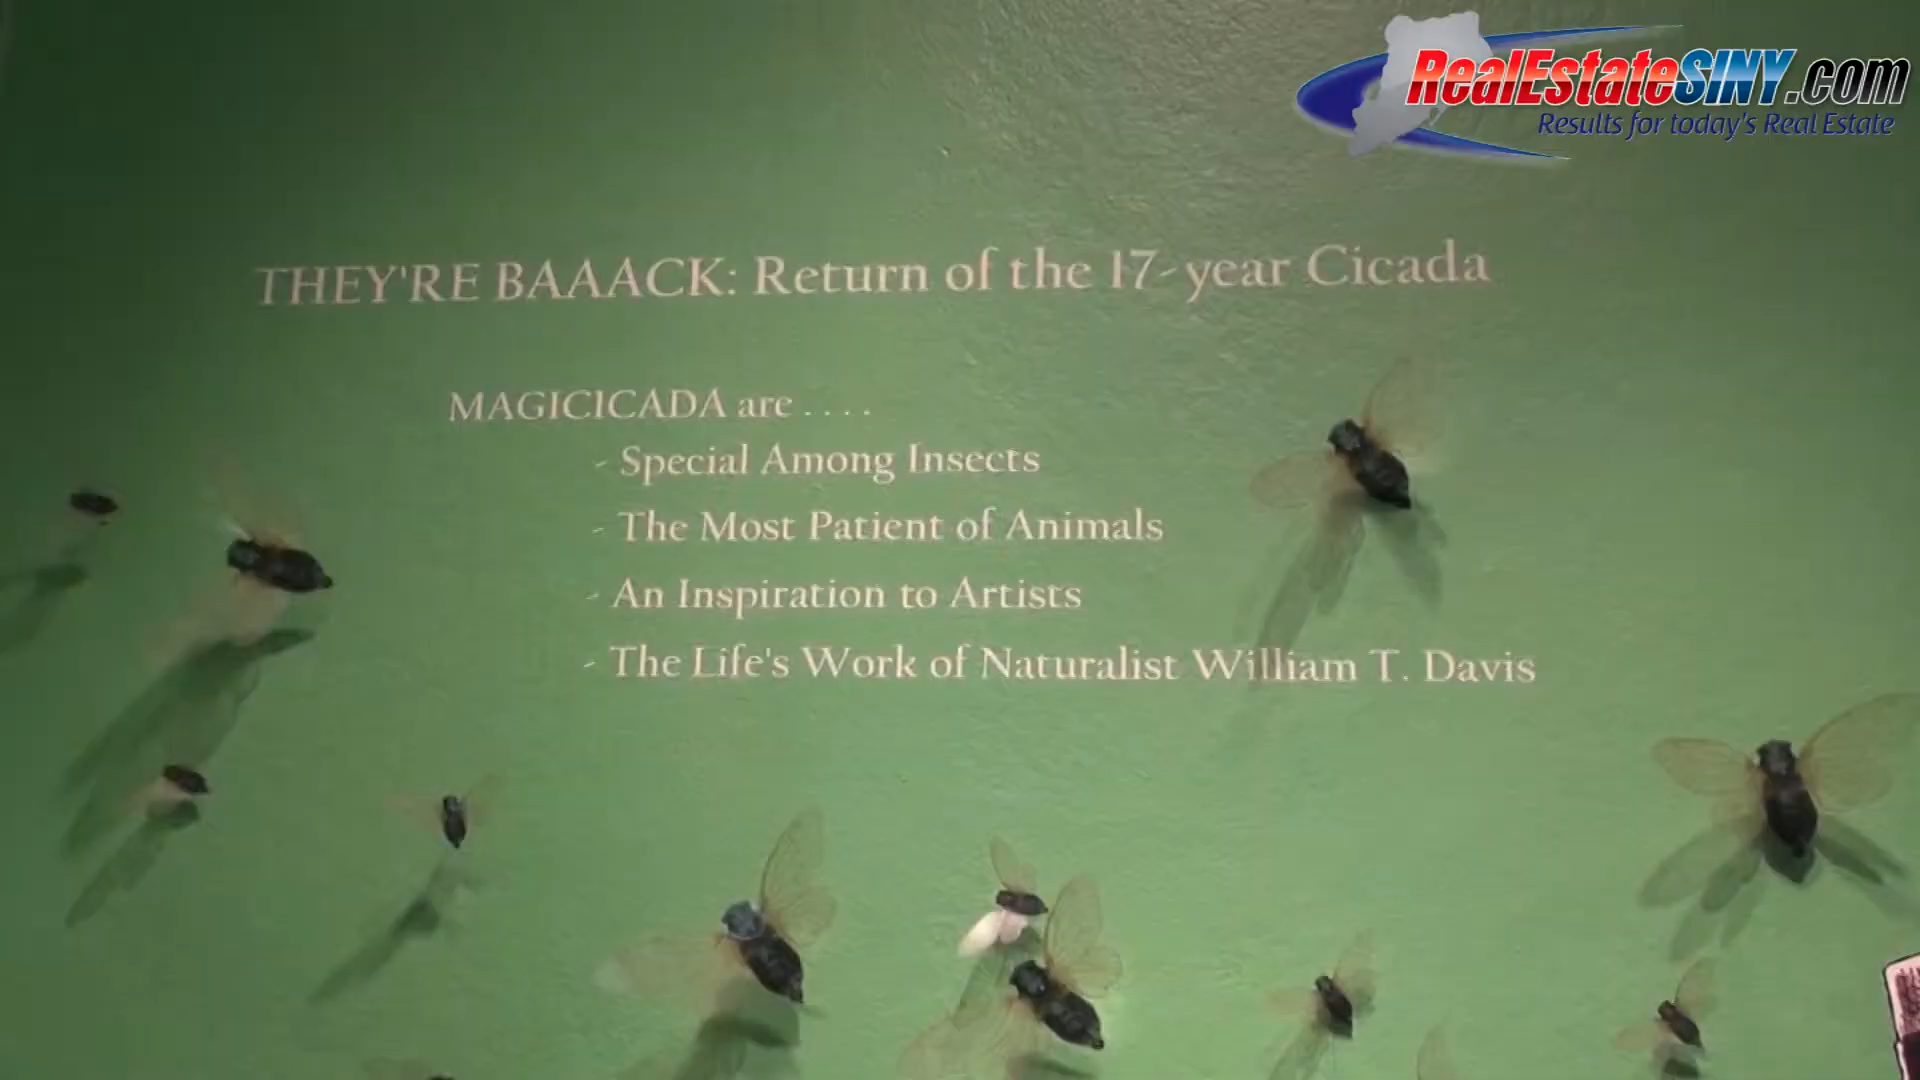 RealEstateSINY.com
Results for today's Real Estate
THEY'RE BAAACK: Return of the 17-year Cicada
MAGICICADA are . . . .
- Special Among Insects
- The Most Patient of Animals
- An Inspiration to Artists
- The Life's Work of Naturalist William T. Davis